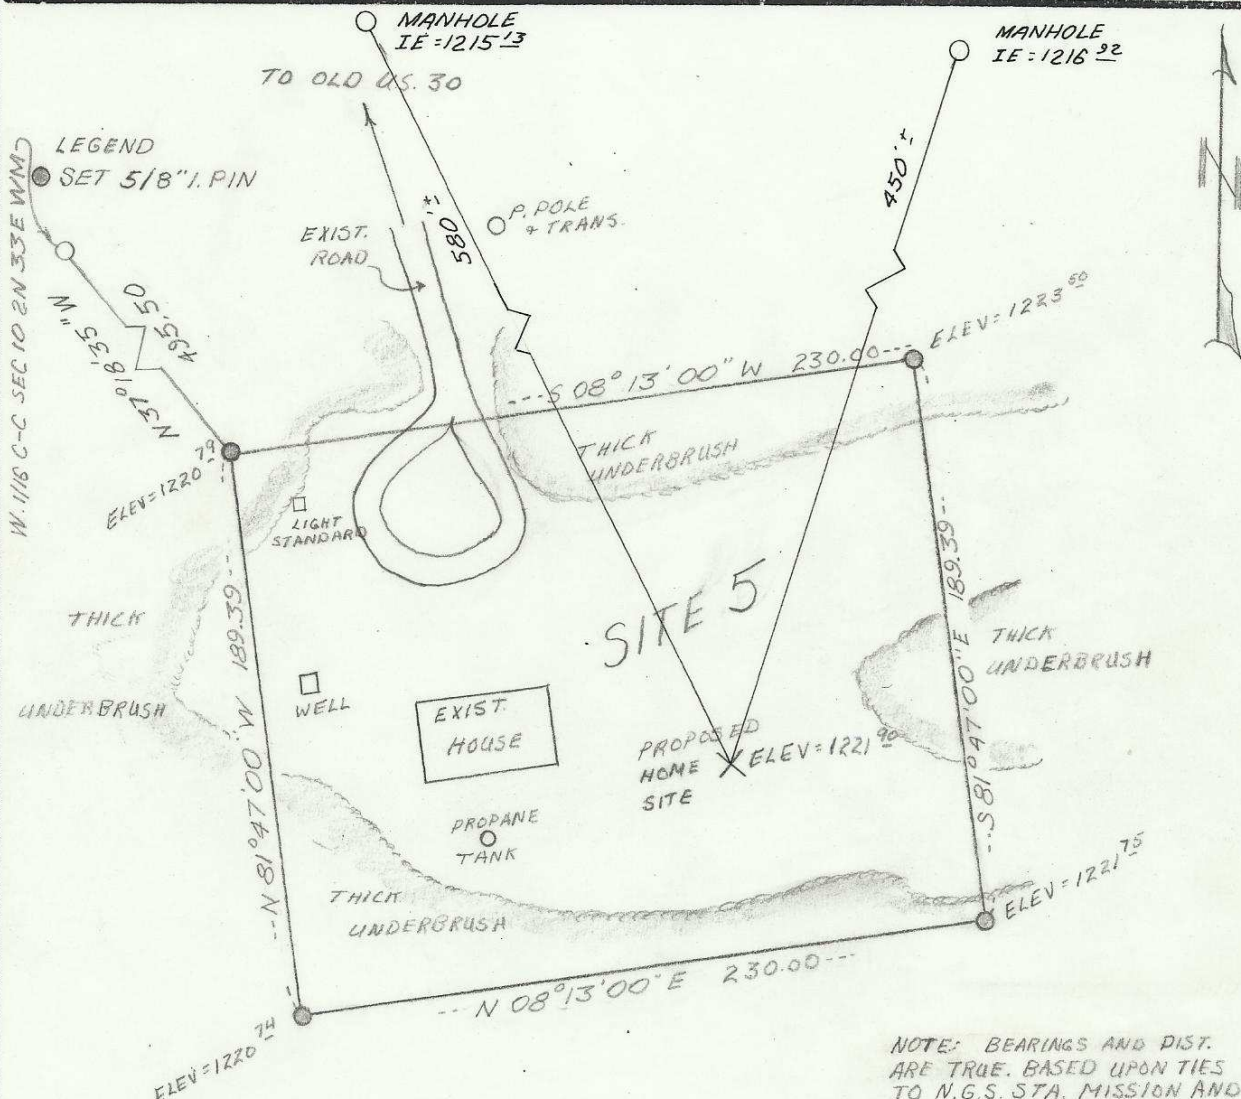 MANHOLE
IE=1215 13
MANHOLE
IE=1216 92
TO OLD U.S. 30
LEGEND
SET 5/8" I. PIN
W. 1/16 C-C SEC 10 2N 33E WM
N 37°18'35" W
495.50
EXIST.
ROAD
580'±
P. POLE
& TRANS.
450'±
ELEV=1223 60
---S 08°13'00" W 230.00---
ELEV=1220 79
THICK
UNDERBRUSH
LIGHT
STANDARD
SITE 5
THICK
UNDERBRUSH
---N 81°47'00" W 189.39---
---S 81°47'00" E 189.39---
THICK
UNDERBRUSH
WELL
EXIST.
HOUSE
PROPOSED
HOME
SITE
ELEV=1221 90
PROPANE
TANK
THICK
UNDERBRUSH
ELEV=1221 75
---N 08°13'00" E 230.00---
ELEV=1220 74
NOTE: BEARINGS AND DIST.
ARE TRUE. BASED UPON TIES
TO N.G.S. STA. MISSION AND